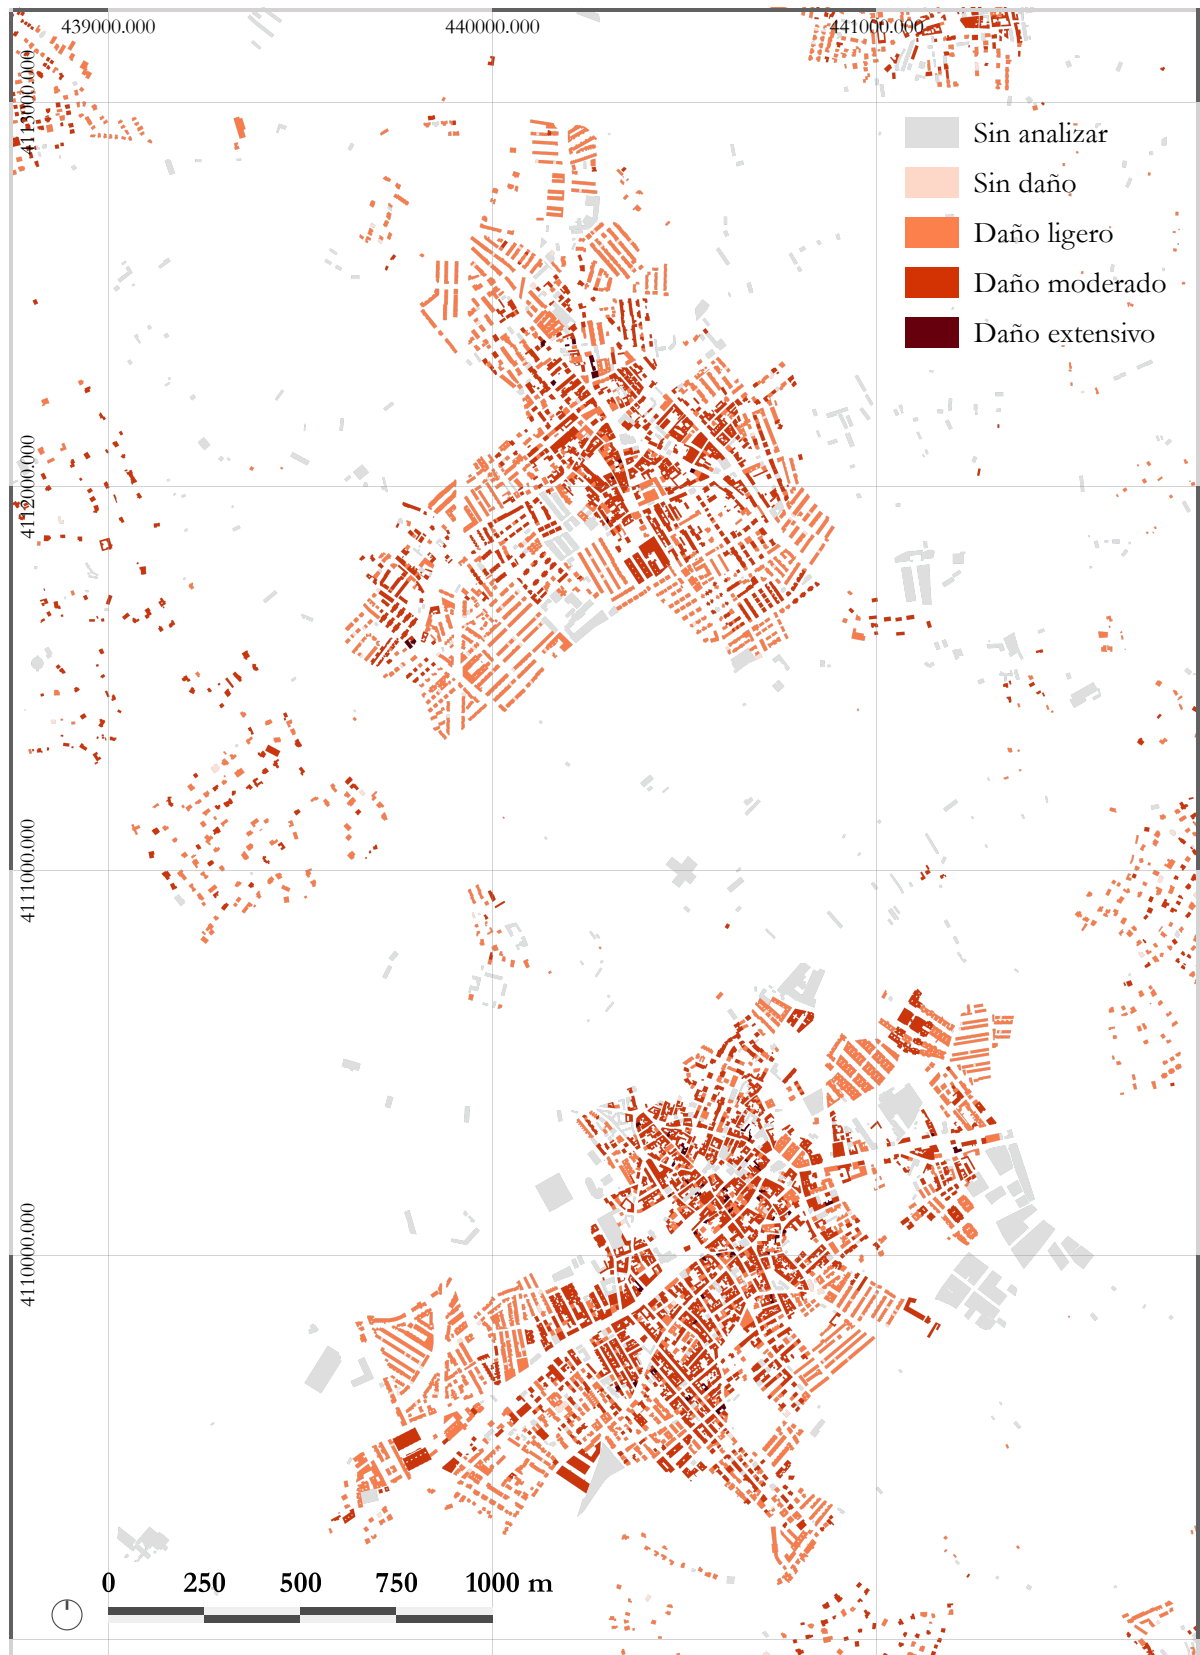 439000.000 440000.000 441000.000
4113000.000
Sin analizar
Sin daño
Daño ligero
Daño moderado
Daño extensivo
4112000.000
4111000.000
4110000.000
0 250 500 750 1000 m